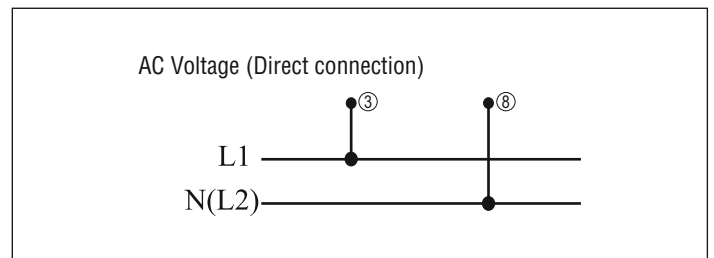 AC Voltage (Direct connection)
③ ⑧
L1
N(L2)